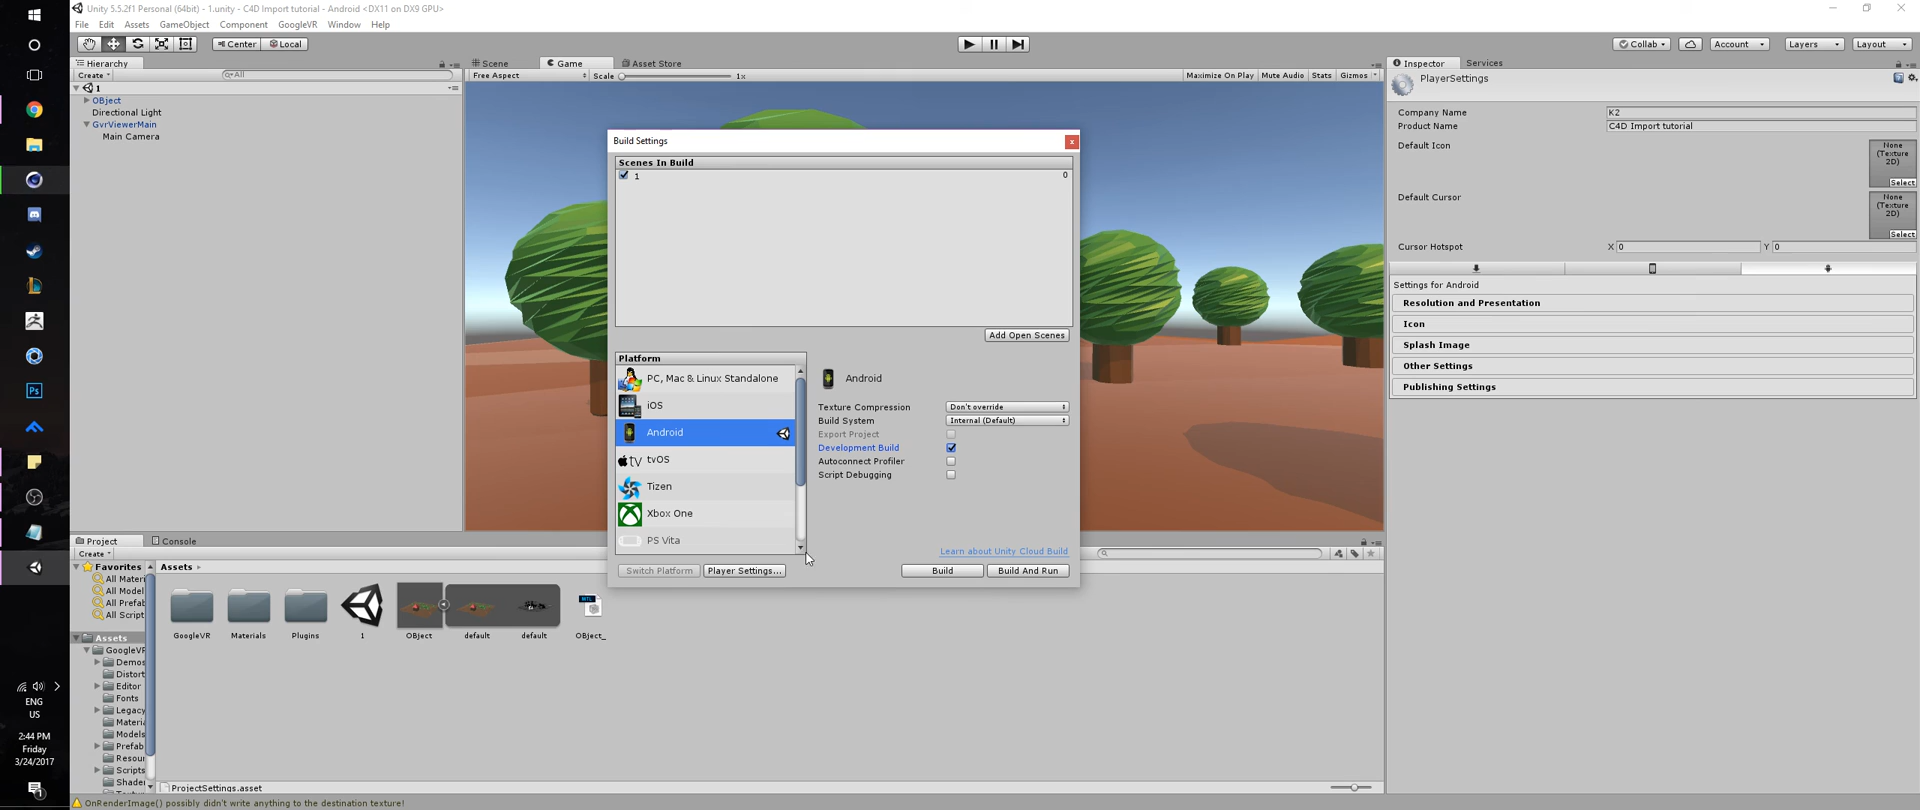 Unity 5.5.2f1 Personal (64bit) - 1.unity - C4D Import tutorial - Android <DX11 on DX9 GPU>
File Edit Assets GameObject Component GoogleVR Window Help
Center Local
Collab Account Layers Layout
Hierarchy
Create All
1
OBject
Directional Light
GvrViewerMain
Main Camera
Scene Game Asset Store
Free Aspect Scale 1x Maximize On Play Mute Audio Stats Gizmos
Build Settings
Scenes In Build
1 0
Add Open Scenes
Platform
PC, Mac & Linux Standalone
iOS
Android
tvOS
Tizen
Xbox One
PS Vita
Android
Texture Compression Don't override
Build System Internal (Default)
Export Project
Development Build
Autoconnect Profiler
Script Debugging
Learn about Unity Cloud Build
Switch Platform Player Settings... Build Build And Run
Inspector Services
PlayerSettings
Company Name K2
Product Name C4D Import tutorial
Default Icon None (Texture 2D)
Select
Default Cursor None (Texture 2D)
Select
Cursor Hotspot X 0 Y 0
Settings for Android
Resolution and Presentation
Icon
Splash Image
Other Settings
Publishing Settings
Project Console
Create
Favorites
All Materi
All Model
All Prefab
All Script
Assets
GoogleVR
Demos
Distort
Editor
Fonts
Legacy
Materia
Models
Prefab
Resour
Scripts
Shader
Assets
GoogleVR Materials Plugins 1 OBject default default OBject_
MTL
ProjectSettings.asset
OnRenderImage() possibly didn't write anything to the destination texture!
ENG
US
2:44 PM
Friday
3/24/2017
1